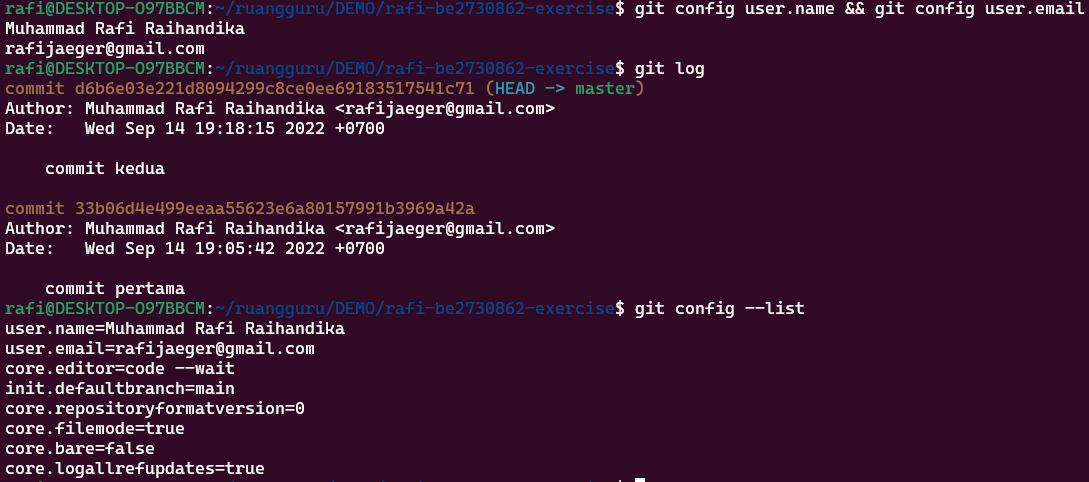 rafi@DESKTOP-O97BBCM:~/ruangguru/DEMO/rafi-be2730862-exercise$ git config user.name && git config user.email
Muhammad Rafi Raihandika
rafijaeger@gmail.com
rafi@DESKTOP-O97BBCM:~/ruangguru/DEMO/rafi-be2730862-exercise$ git log
commit d6b6e03e221d8094299c8ce0ee69183517541c71 (HEAD -> master)
Author: Muhammad Rafi Raihandika <rafijaeger@gmail.com>
Date:   Wed Sep 14 19:18:15 2022 +0700
    commit kedua
commit 33b06d4e499eeaa55623e6a80157991b3969a42a
Author: Muhammad Rafi Raihandika <rafijaeger@gmail.com>
Date:   Wed Sep 14 19:05:42 2022 +0700
    commit pertama
rafi@DESKTOP-O97BBCM:~/ruangguru/DEMO/rafi-be2730862-exercise$ git config --list
user.name=Muhammad Rafi Raihandika
user.email=rafijaeger@gmail.com
core.editor=code --wait
init.defaultbranch=main
core.repositoryformatversion=0
core.filemode=true
core.bare=false
core.logallrefupdates=true